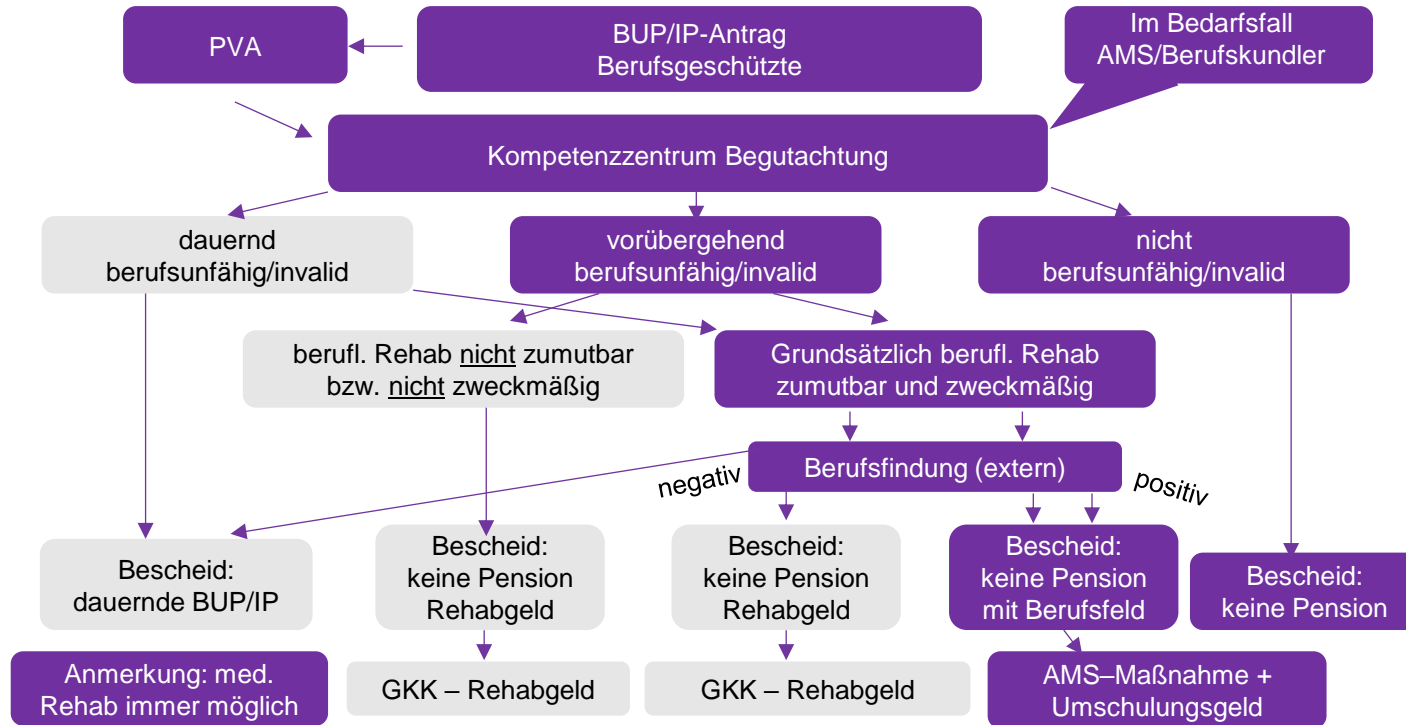 PVA
BUP/IP-Antrag
Berufsgeschützte
Im Bedarfsfall
AMS/Berufskundler
Kompetenzzentrum Begutachtung
dauernd
berufsunfähig/invalid
vorübergehend
berufsunfähig/invalid
nicht
berufsunfähig/invalid
berufl. Rehab nicht zumutbar
bzw. nicht zweckmäßig
Grundsätzlich berufl. Rehab
zumutbar und zweckmäßig
Berufsfindung (extern)
negativ
positiv
Bescheid:
dauernde BUP/IP
Bescheid:
keine Pension
Rehabgeld
Bescheid:
keine Pension
Rehabgeld
Bescheid:
keine Pension
mit Berufsfeld
Bescheid:
keine Pension
Anmerkung: med.
Rehab immer möglich
GKK – Rehabgeld
GKK – Rehabgeld
AMS–Maßnahme +
Umschulungsgeld